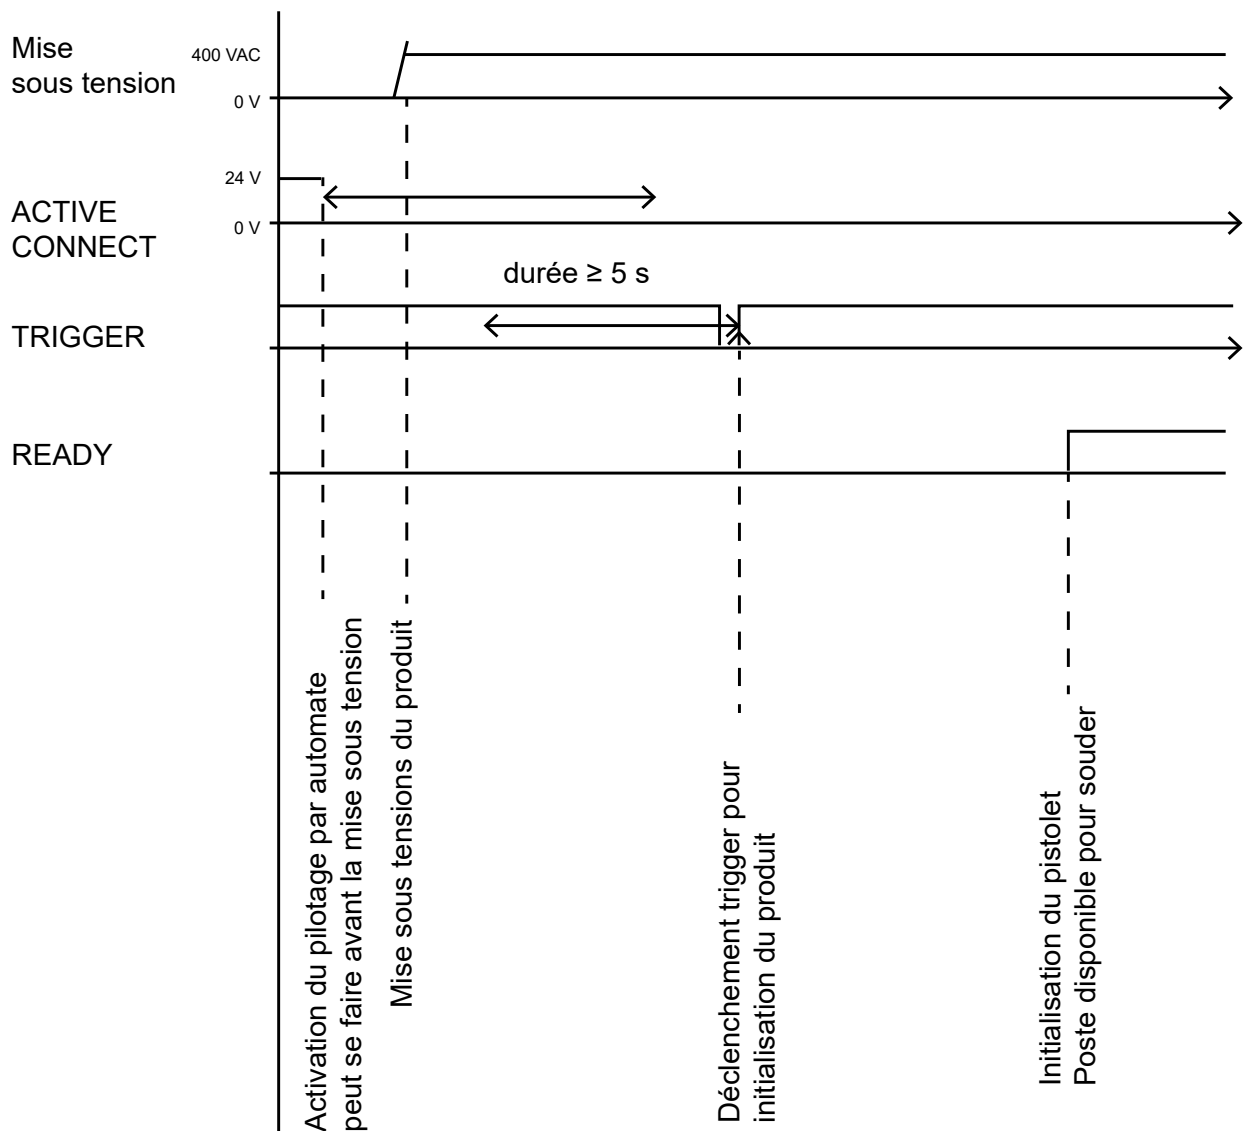 Mise
sous tension
400 VAC
0 V
24 V
ACTIVE
CONNECT
0 V
durée ≥ 5 s
TRIGGER
READY
Activation du pilotage par automate
peut se faire avant la mise sous tension
Mise sous tensions du produit
Déclenchement trigger pour
initialisation du produit
Initialisation du pistolet
Poste disponible pour souder